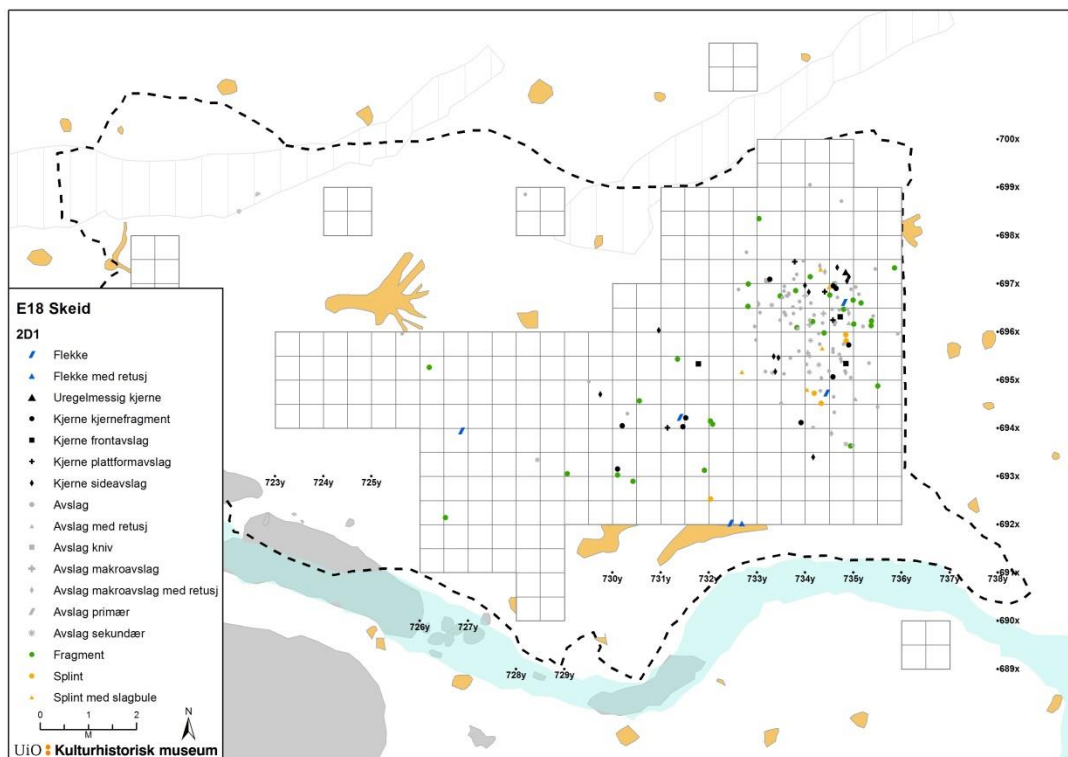 E18 Skeid
2D1
Flekke
Flekke med retusj
Uregelmessig kjerne
Kjerne kjernefragment
Kjerne frontavslag
Kjerne plattformavslag
Kjerne sideavslag
Avslag
Avslag med retusj
Avslag kniv
Avslag makroavslag
Avslag makroavslag med retusj
Avslag primær
Avslag sekundær
Fragment
Splint
Splint med slagbule
0 1 2
M
N
UiO Kulturhistorisk museum
700x
699x
698x
697x
696x
695x
694x
723y 724y 725y 693x
692x
730y 731y 732y 733y 734y 735y 736y 737y 738y 691x
726y 727y 690x
728y 729y 689x